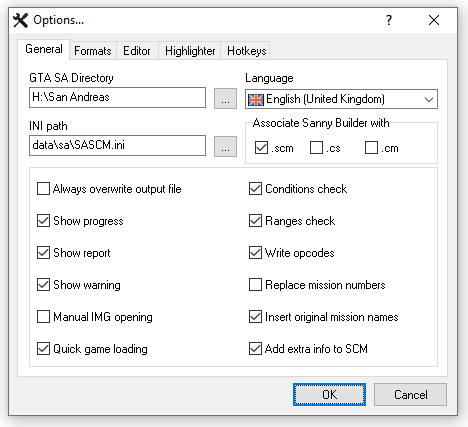 Options...
General Formats Editor Highlighter Hotkeys
GTA SA Directory
Language
H:\San Andreas
...
English (United Kingdom)
INI path
Associate Sanny Builder with
data\sa\SASCM.ini
...
.scm .cs .cm
Always overwrite output file
Conditions check
Show progress
Ranges check
Show report
Write opcodes
Show warning
Replace mission numbers
Manual IMG opening
Insert original mission names
Quick game loading
Add extra info to SCM
OK Cancel